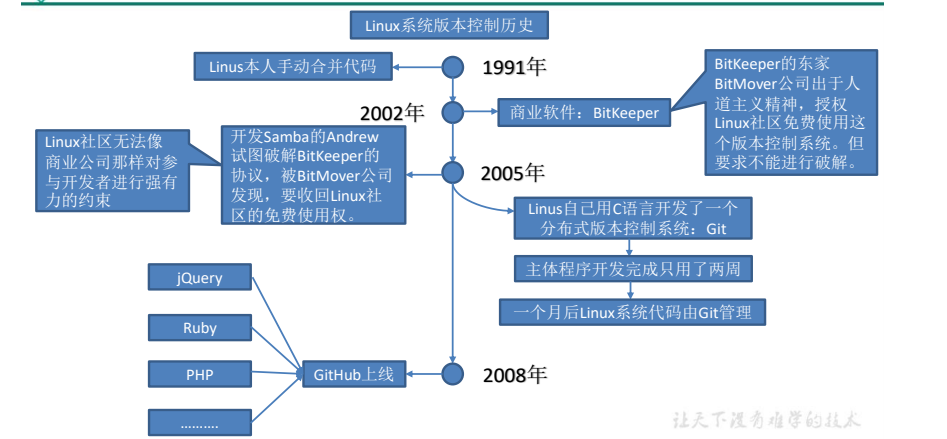 Linux系统版本控制历史
Linus本人手动合并代码
1991年
2002年
商业软件：BitKeeper
BitKeeper的东家
BitMover公司出于人
道主义精神，授权
Linux社区免费使用这
个版本控制系统。但
要求不能进行破解。
Linux社区无法像
商业公司那样对参
与开发者进行强有
力的约束
开发Samba的Andrew
试图破解BitKeeper的
协议，被BitMover公司
发现，要收回Linux社
区的免费使用权。
2005年
Linus自己用C语言开发了一个
分布式版本控制系统：Git
主体程序开发完成只用了两周
一个月后Linux系统代码由Git管理
jQuery
Ruby
PHP
……….
GitHub上线
2008年
让天下没有难学的技术